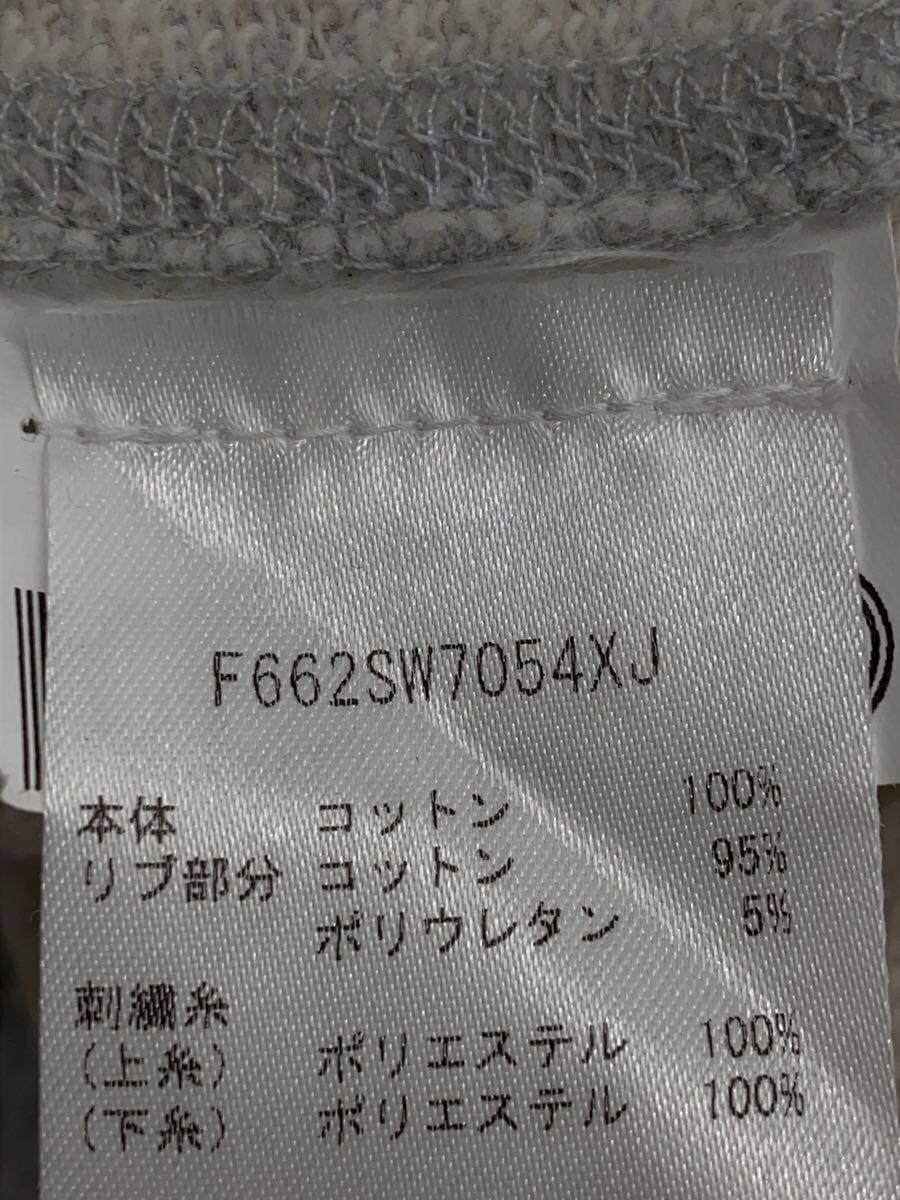 F662SW7054XJ
本体 コットン 100%
リブ部分 コットン 95%
ポリウレタン 5%
刺繍糸
(上糸) ポリエステル 100%
(下糸) ポリエステル 100%